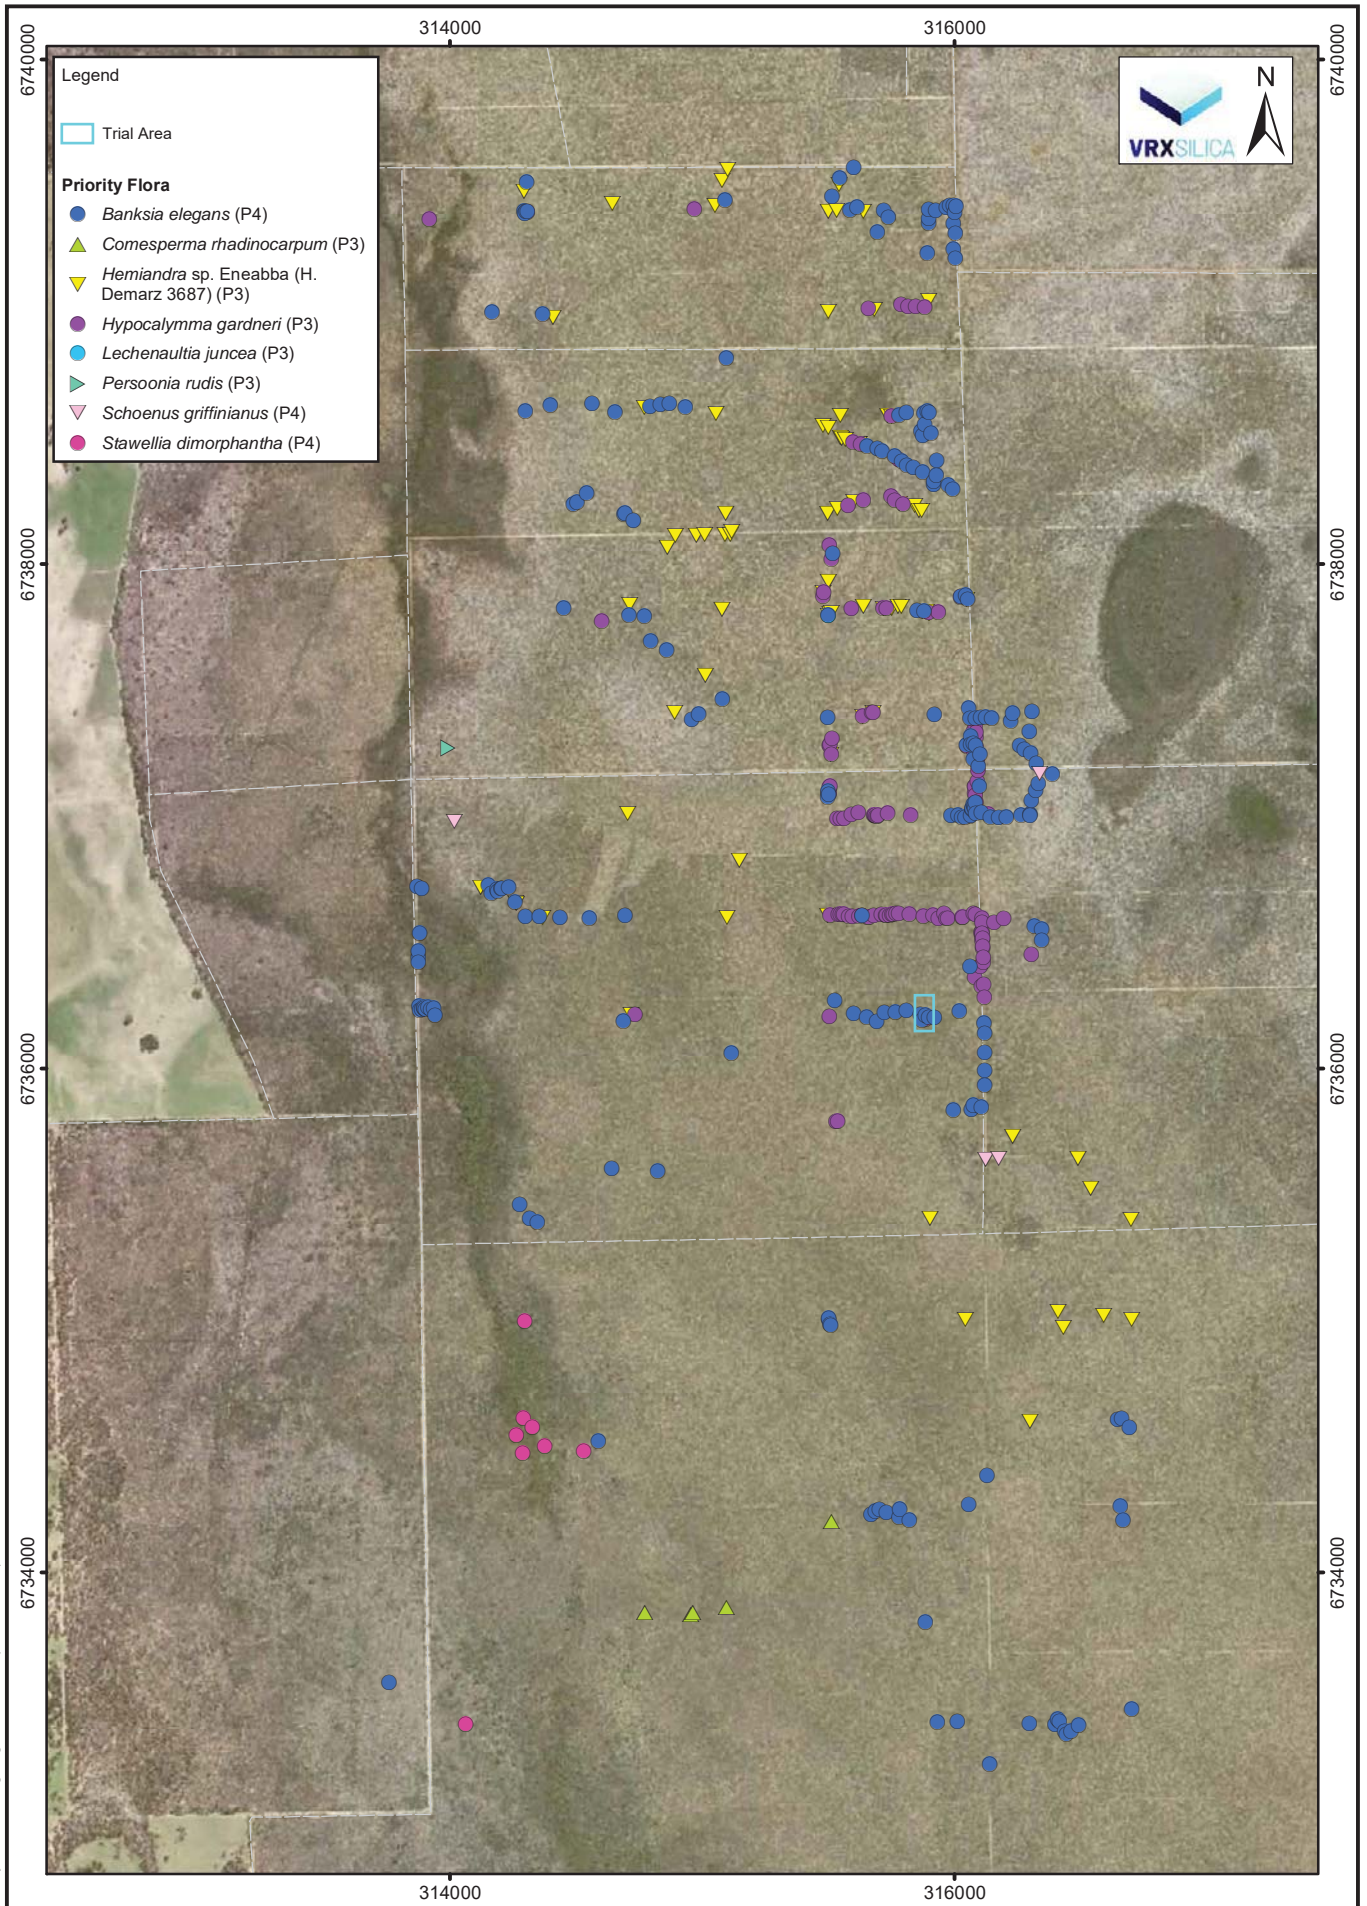 314000
316000
6740000
6740000
Legend
Trial Area
Priority Flora
Banksia elegans (P4)
Comesperma rhadinocarpum (P3)
Hemiandra sp. Eneabba (H.
Demarz 3687) (P3)
Hypocalymma gardneri (P3)
Lechenaultia juncea (P3)
Persoonia rudis (P3)
Schoenus griffinianus (P4)
Stawellia dimorphantha (P4)
N
VRXSILICA
6738000
6738000
6736000
6736000
6734000
6734000
314000
316000